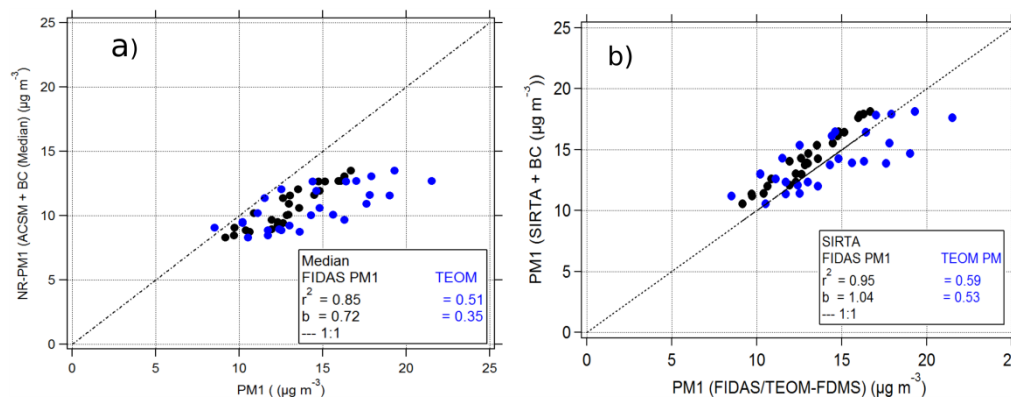 a)
NR-PM1 (ACSM + BC (Median) (µg m⁻³)
25
20
15
10
5
0
0 5 10 15 20 25
PM1 ( (µg m⁻³)
Median
FIDAS PM1 TEOM
r² = 0.85 = 0.51
b = 0.72 = 0.35
--- 1:1
b)
PM1 (SIRTA + BC (µg m⁻³))
25
20
15
10
5
0
0 5 10 15 20 25
PM1 (FIDAS/TEOM-FDMS) (µg m⁻³)
SIRTA
FIDAS PM1 TEOM PM
r² = 0.95 = 0.59
b = 1.04 = 0.53
--- 1:1